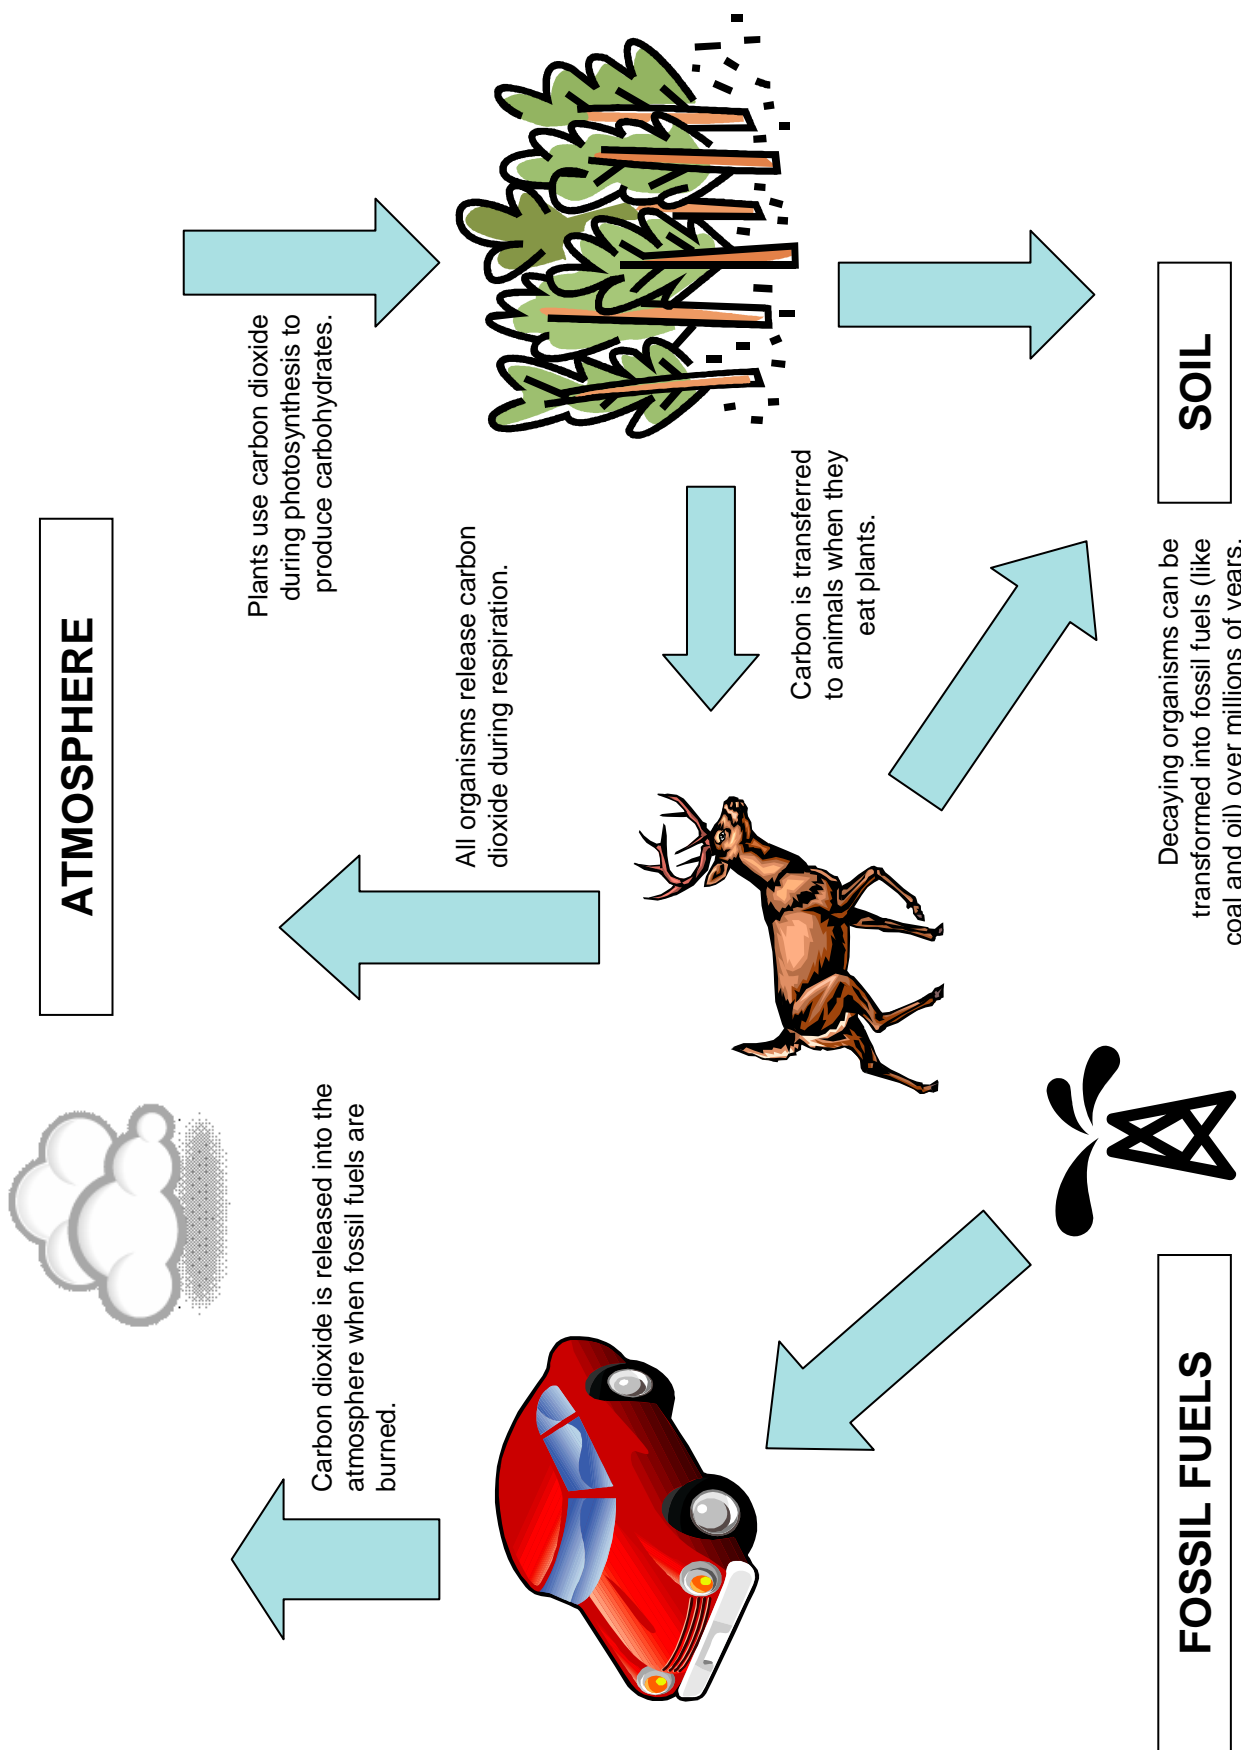 ATMOSPHERE
Plants use carbon dioxide
during photosynthesis to
produce carbohydrates.
Carbon dioxide is released into the
atmosphere when fossil fuels are
burned.
All organisms release carbon
dioxide during respiration.
Carbon is transferred
to animals when they
eat plants.
FOSSIL FUELS
Decaying organisms can be
transformed into fossil fuels (like
coal and oil) over millions of years.
SOIL